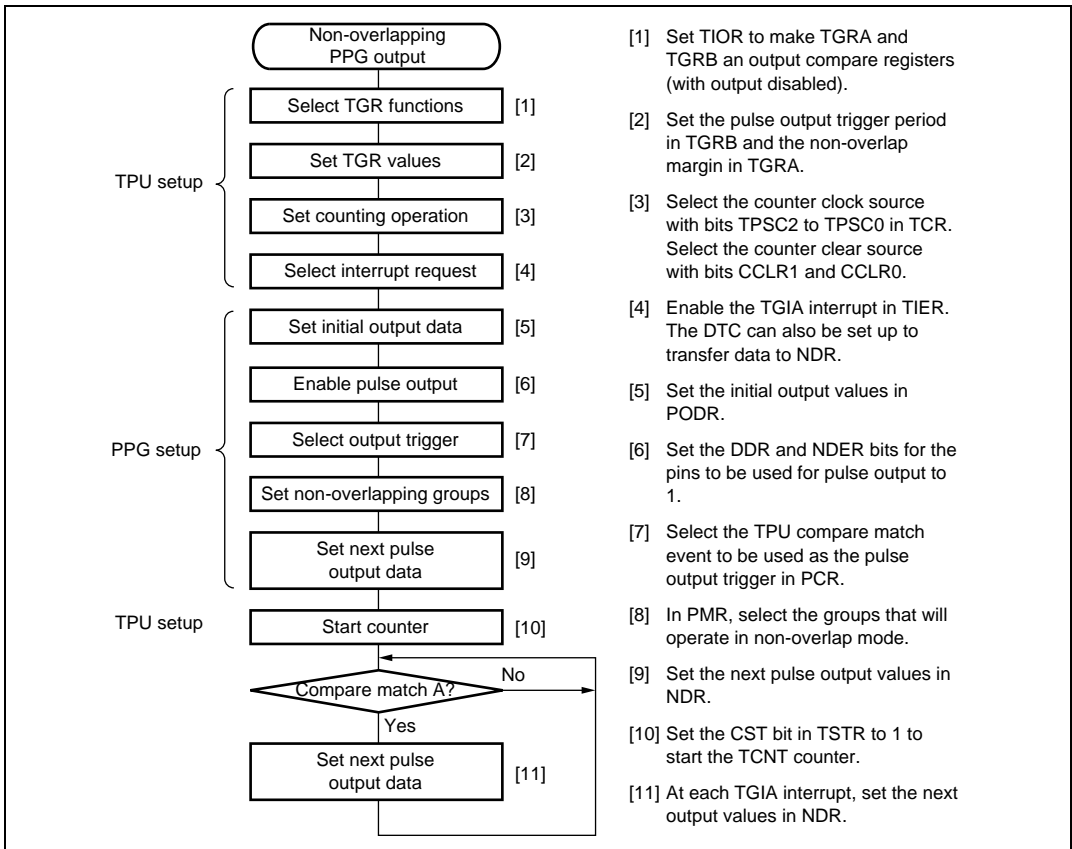 Non-overlapping
PPG output
TPU setup
Select TGR functions [1]
Set TGR values [2]
Set counting operation [3]
Select interrupt request [4]
PPG setup
Set initial output data [5]
Enable pulse output [6]
Select output trigger [7]
Set non-overlapping groups [8]
Set next pulse
output data
[9]
TPU setup
Start counter [10]
Compare match A?
No
Yes
Set next pulse
output data
[11]
[1] Set TIOR to make TGRA and
TGRB an output compare registers
(with output disabled).
[2] Set the pulse output trigger period
in TGRB and the non-overlap
margin in TGRA.
[3] Select the counter clock source
with bits TPSC2 to TPSC0 in TCR.
Select the counter clear source
with bits CCLR1 and CCLR0.
[4] Enable the TGIA interrupt in TIER.
The DTC can also be set up to
transfer data to NDR.
[5] Set the initial output values in
PODR.
[6] Set the DDR and NDER bits for the
pins to be used for pulse output to
1.
[7] Select the TPU compare match
event to be used as the pulse
output trigger in PCR.
[8] In PMR, select the groups that will
operate in non-overlap mode.
[9] Set the next pulse output values in
NDR.
[10] Set the CST bit in TSTR to 1 to
start the TCNT counter.
[11] At each TGIA interrupt, set the next
output values in NDR.